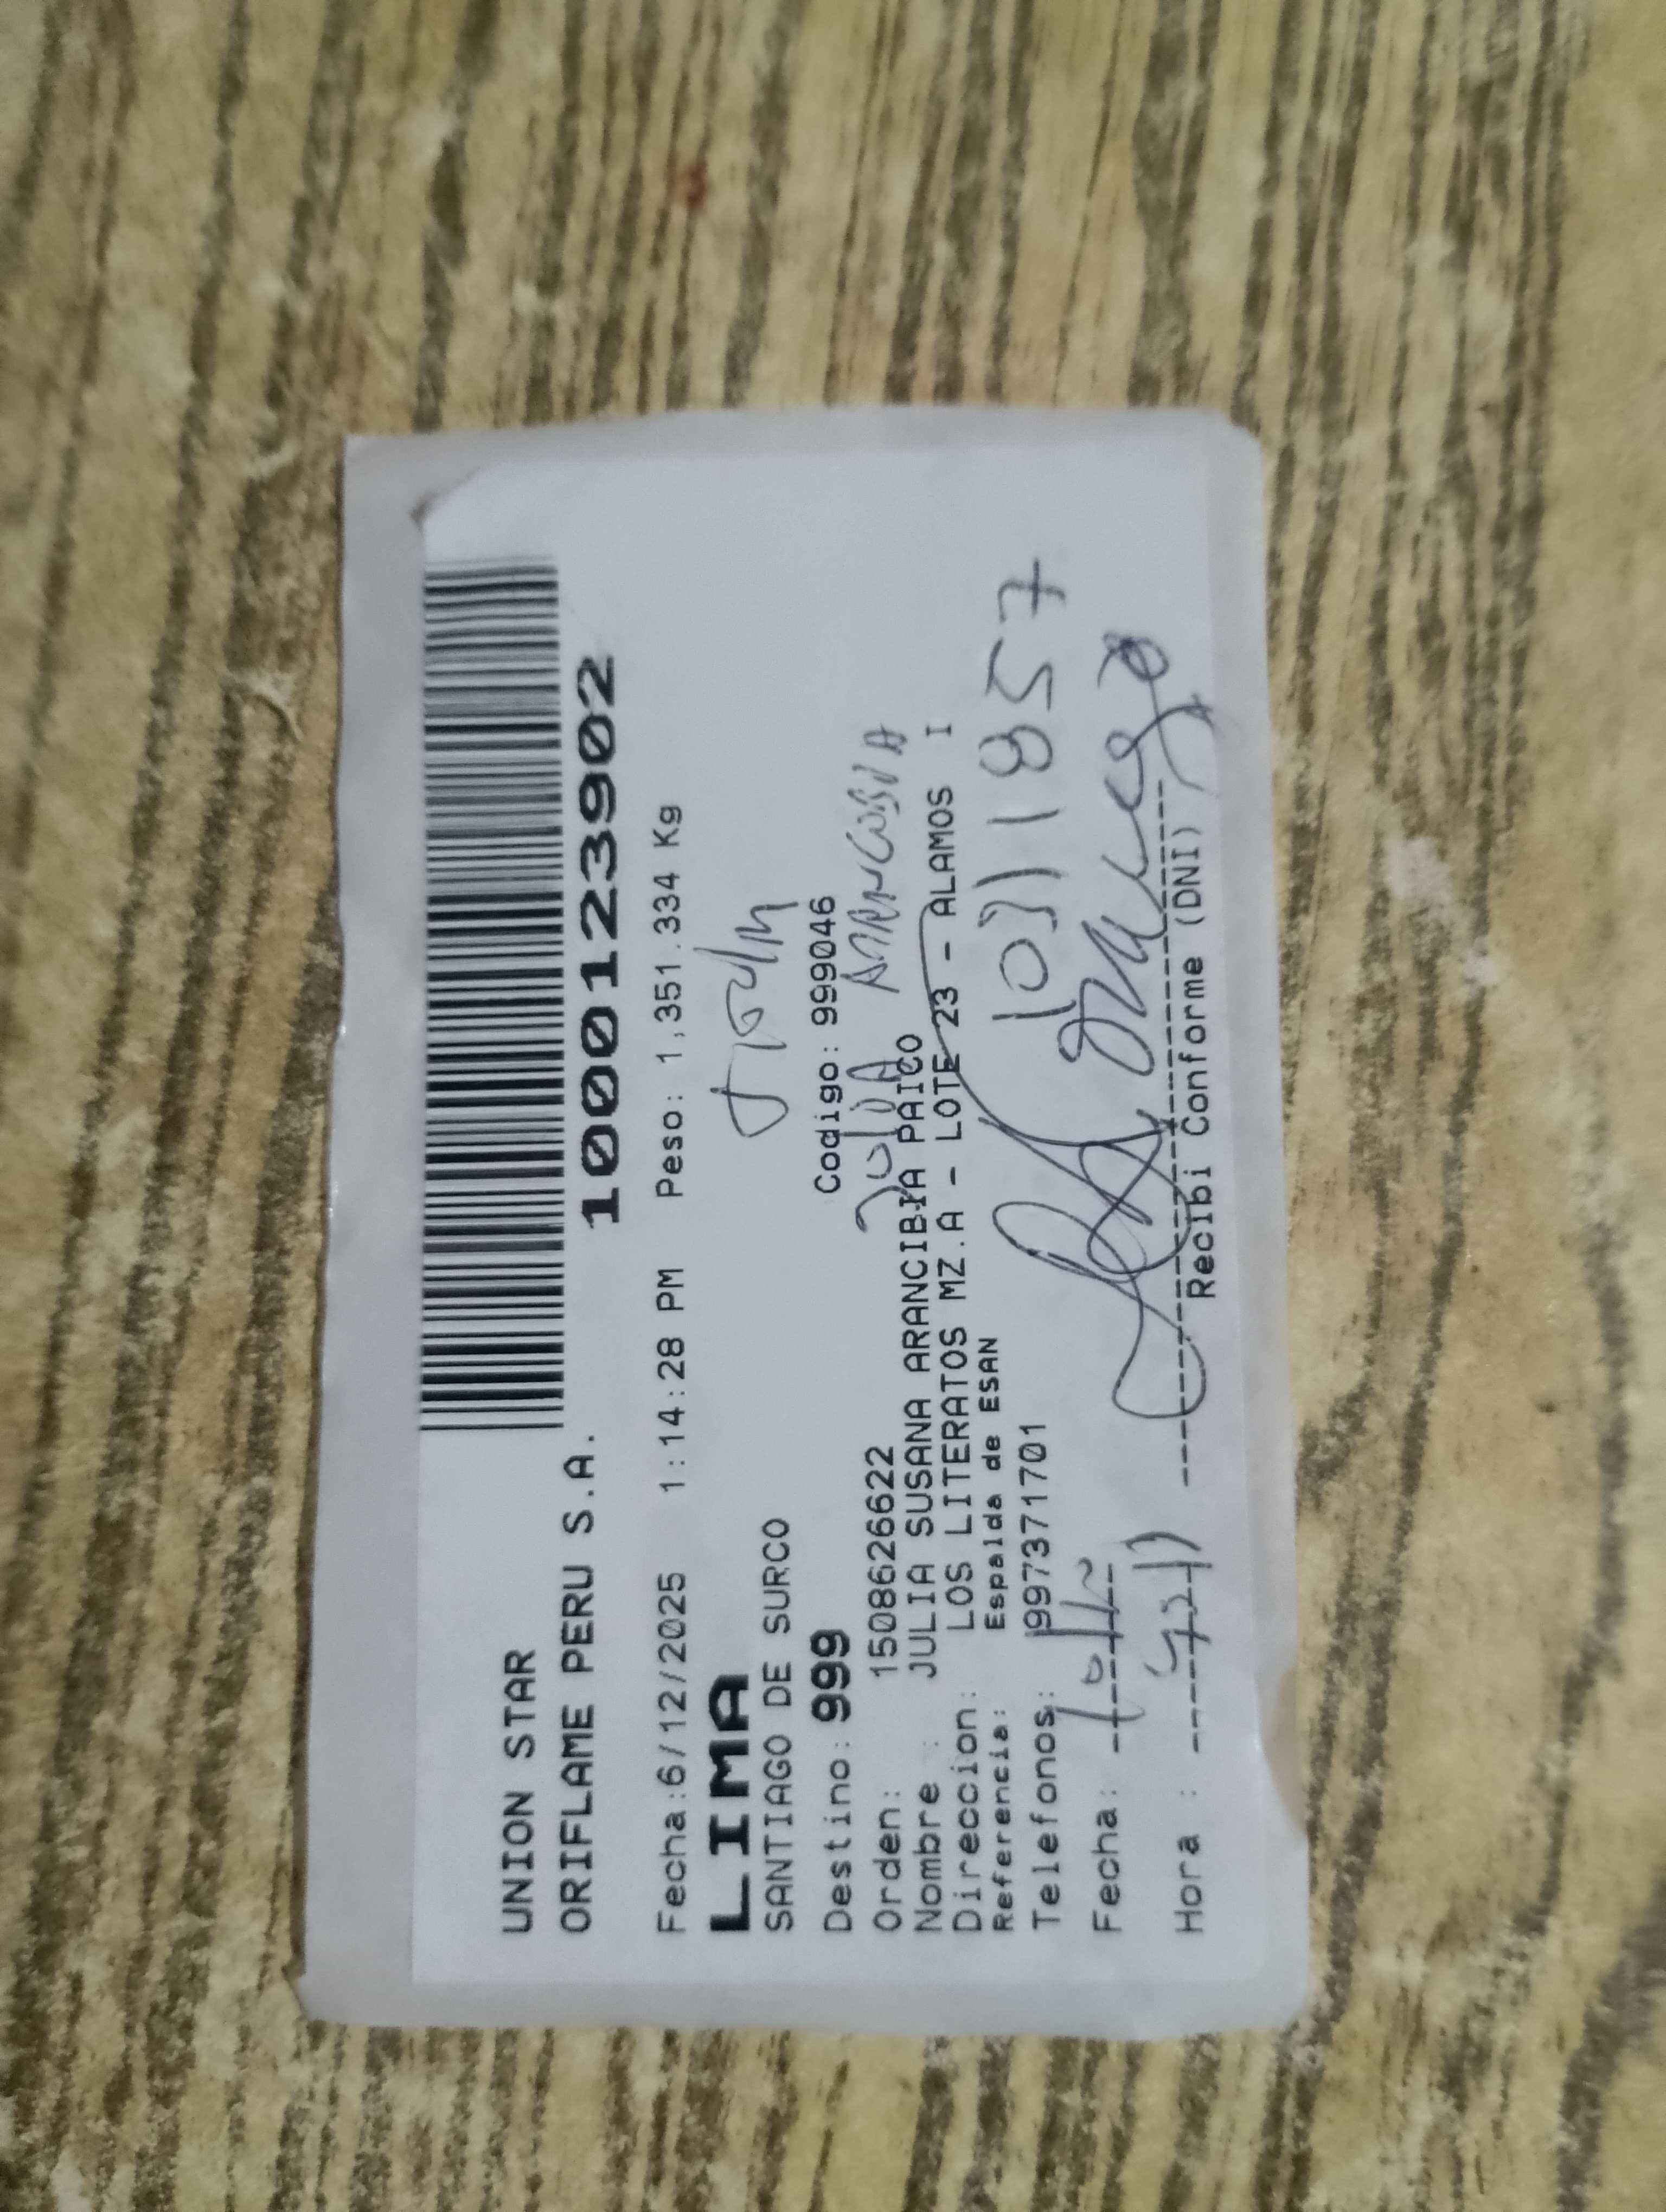 UNION STAR
ORIFLAME PERU S.A.
1000123902
Fecha:6/12/2025 1:14:28 PM Peso: 1,351.334 Kg
LIMA
SANTIAGO DE SURCO
Destino: 999 Codigo: 999046
Julia ARANCIBIA
Orden: 1508626622
Nombre : JULIA SUSANA ARANCIBIA PAICO
Direccion: LOS LITERATOS MZ.A - LOTE 23 - ALAMOS I
Referencia: Espalda de ESAN
Telefonos: 997371701
Fecha:
Hora :
Recibi Conforme (DNI)